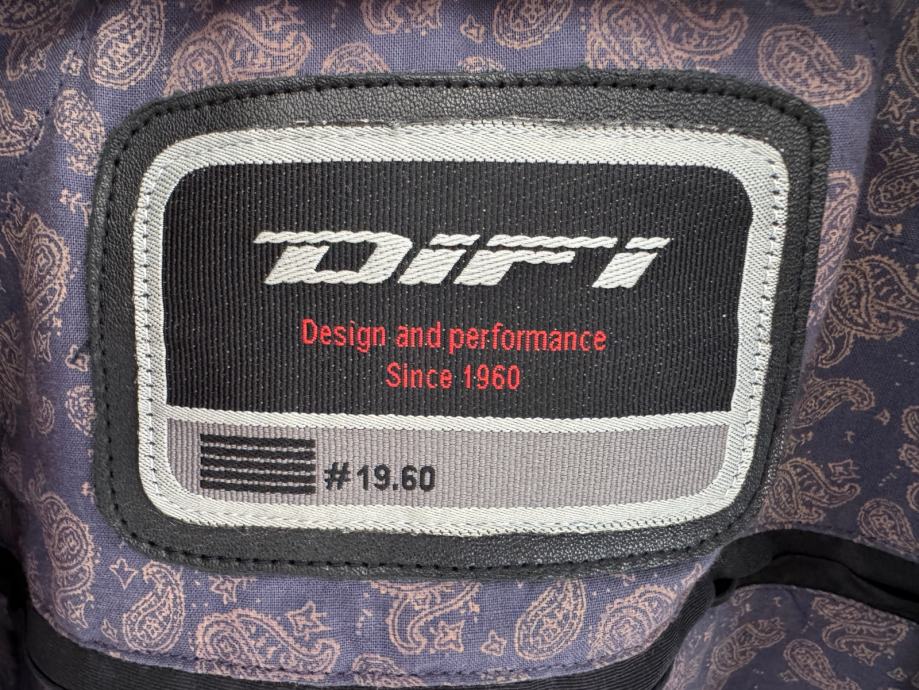 DiFi
Design and performance
Since 1960
#19.60